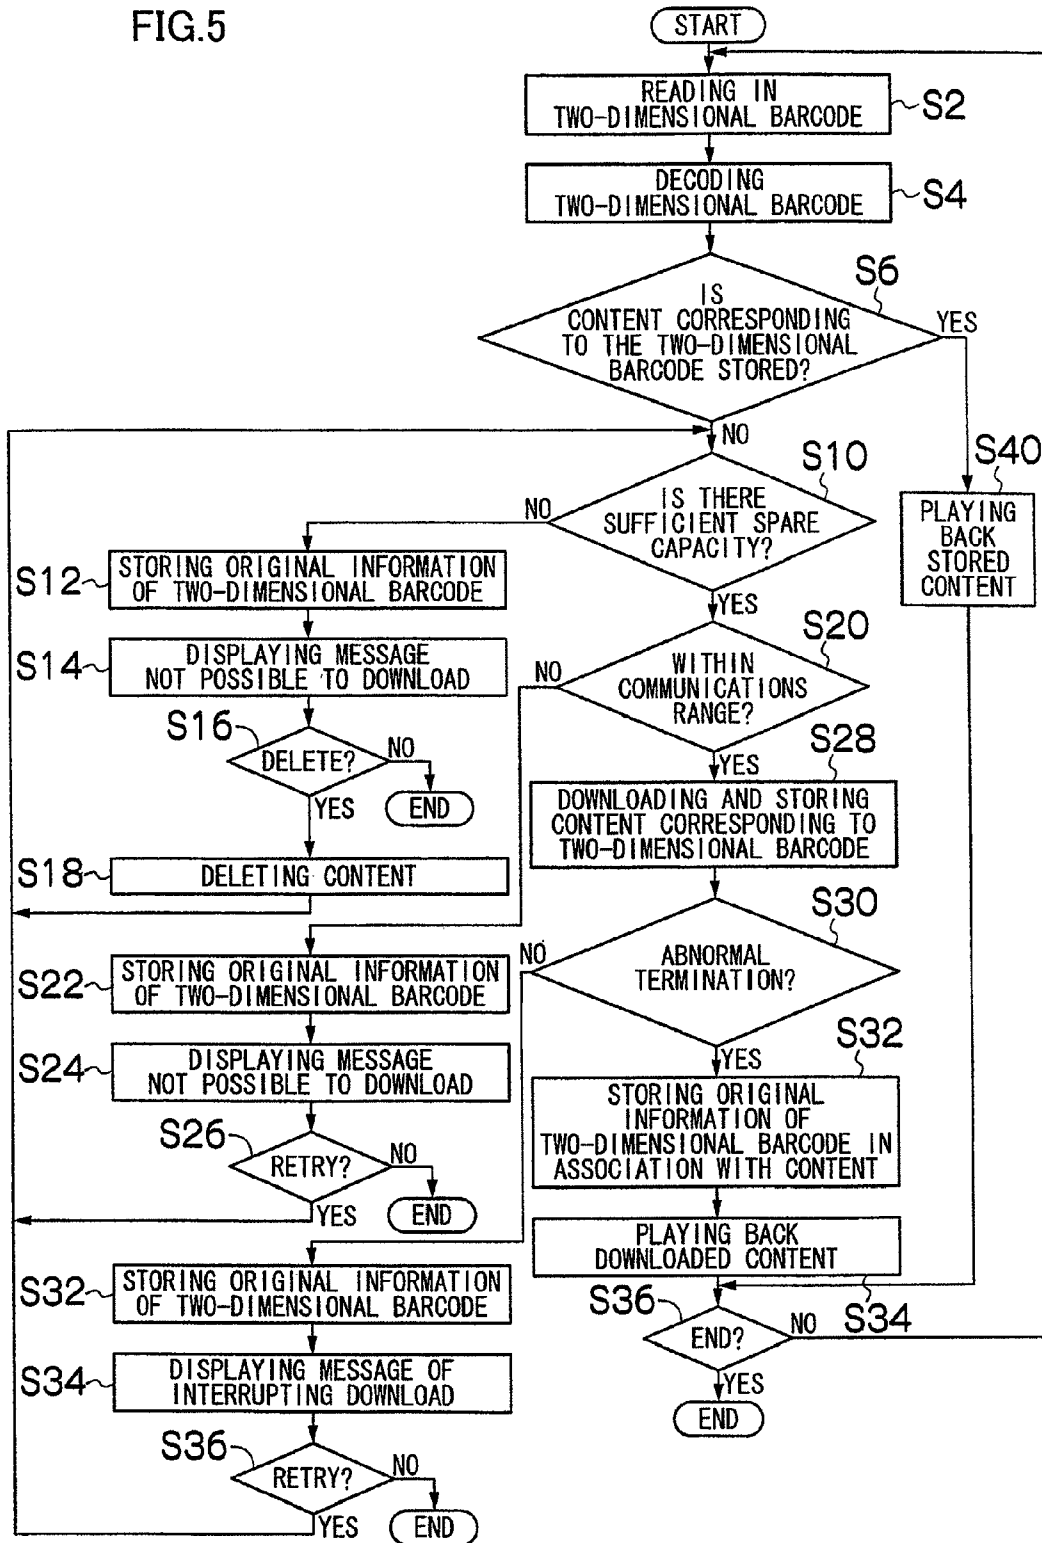 FIG.5
START
READING IN
TWO-DIMENSIONAL BARCODE
S2
DECODING
TWO-DIMENSIONAL BARCODE
S4
S6
IS
CONTENT CORRESPONDING
TO THE TWO-DIMENSIONAL
BARCODE STORED?
YES
NO
S40
PLAYING
BACK
STORED
CONTENT
S10
IS THERE
SUFFICIENT SPARE
CAPACITY?
NO
YES
S12
STORING ORIGINAL INFORMATION
OF TWO-DIMENSIONAL BARCODE
S14
DISPLAYING MESSAGE
NOT POSSIBLE TO DOWNLOAD
S16
DELETE?
NO
END
YES
S18
DELETING CONTENT
S20
WITHIN
COMMUNICATIONS
RANGE?
NO
YES
S28
DOWNLOADING AND STORING
CONTENT CORRESPONDING TO
TWO-DIMENSIONAL BARCODE
S22
STORING ORIGINAL INFORMATION
OF TWO-DIMENSIONAL BARCODE
S24
DISPLAYING MESSAGE
NOT POSSIBLE TO DOWNLOAD
S26
RETRY?
NO
END
YES
S30
ABNORMAL
TERMINATION?
NO
YES
S32
STORING ORIGINAL
INFORMATION OF
TWO-DIMENSIONAL BARCODE IN
ASSOCIATION WITH CONTENT
PLAYING BACK
DOWNLOADED CONTENT
S34
S36
END?
NO
YES
END
S32
STORING ORIGINAL INFORMATION
OF TWO-DIMENSIONAL BARCODE
S34
DISPLAYING MESSAGE OF
INTERRUPTING DOWNLOAD
S36
RETRY?
NO
END
YES